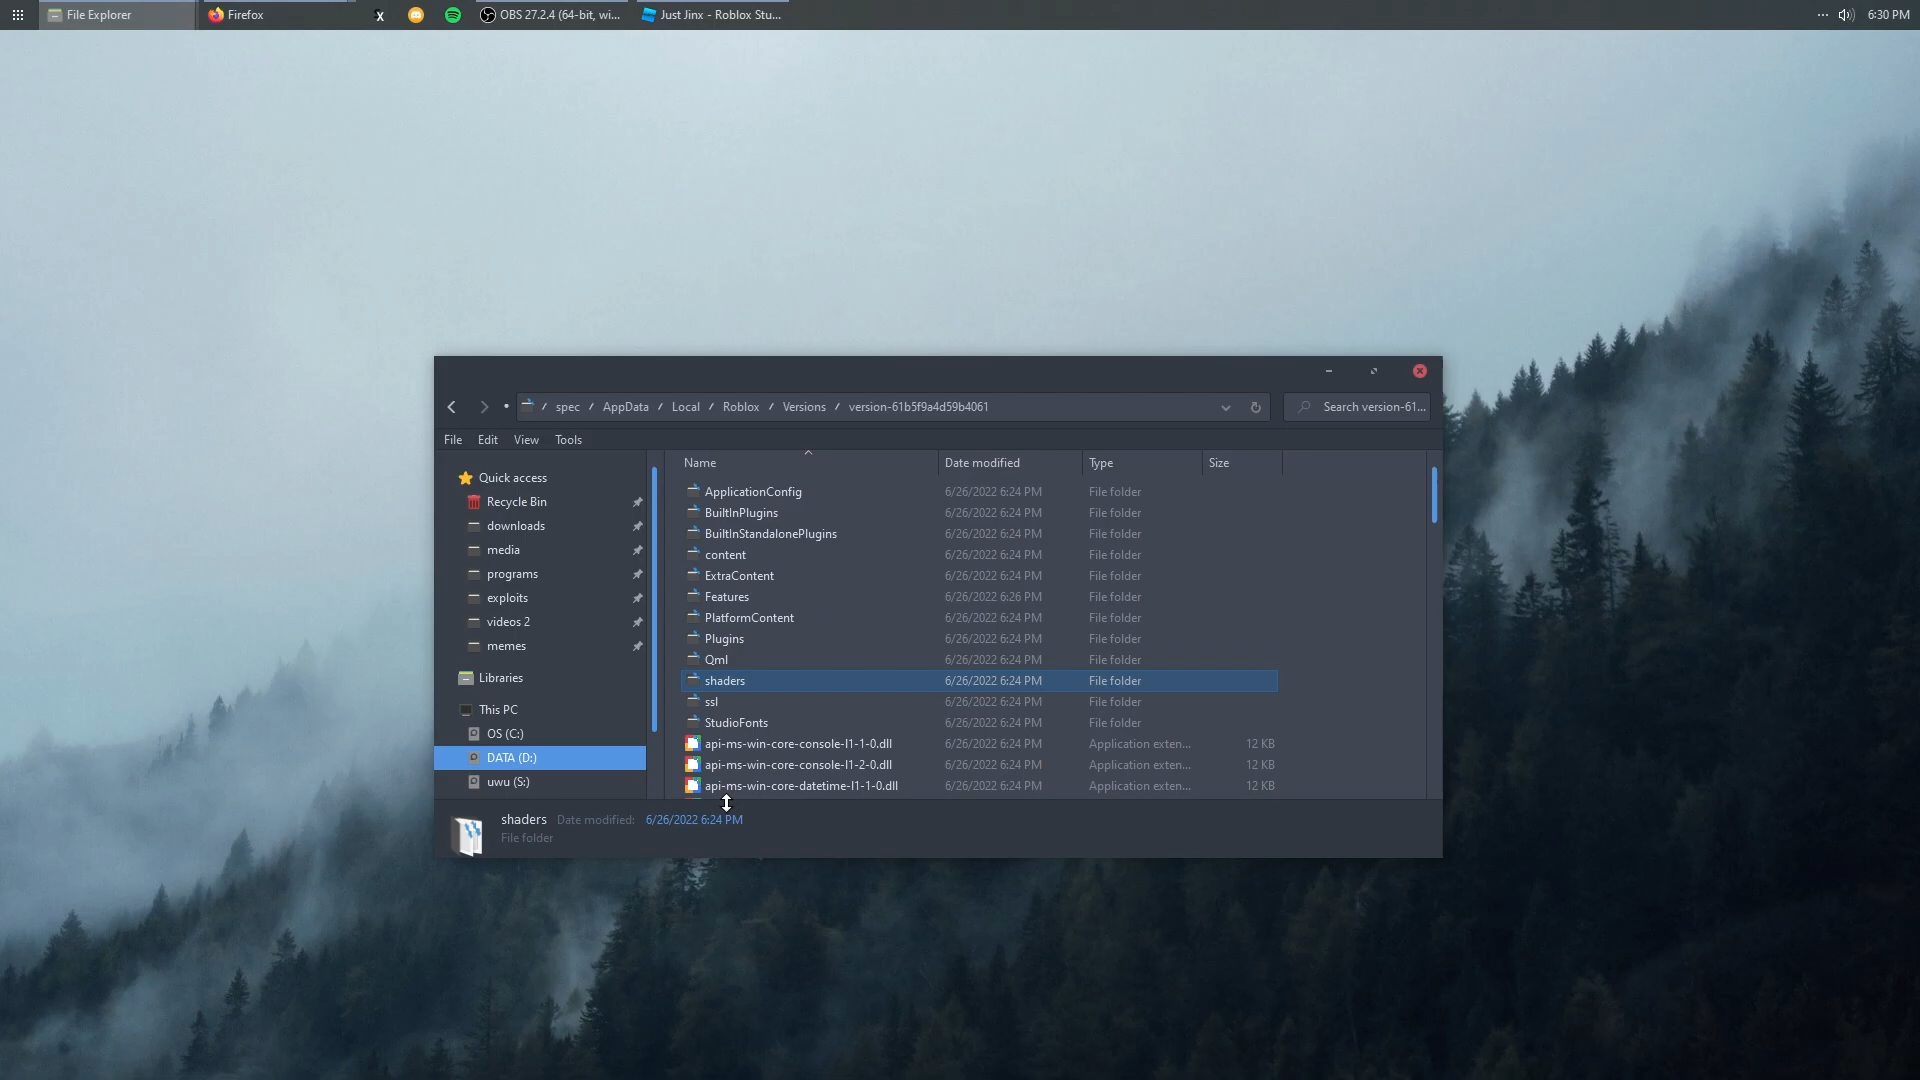 File Explorer Firefox X OBS 27.2.4 (64-bit, wi... Just Jinx - Roblox Stu... ... 6:30 PM
/ spec / AppData / Local / Roblox / Versions / version-61b5f9a4d59b4061 Search version-61...
File Edit View Tools
Name Date modified Type Size
Quick access
Recycle Bin
downloads
media
programs
exploits
videos 2
memes
Libraries
This PC
OS (C:)
DATA (D:)
uwu (S:)
ApplicationConfig 6/26/2022 6:24 PM File folder
BuiltInPlugins 6/26/2022 6:24 PM File folder
BuiltInStandalonePlugins 6/26/2022 6:24 PM File folder
content 6/26/2022 6:24 PM File folder
ExtraContent 6/26/2022 6:24 PM File folder
Features 6/26/2022 6:26 PM File folder
PlatformContent 6/26/2022 6:24 PM File folder
Plugins 6/26/2022 6:24 PM File folder
Qml 6/26/2022 6:24 PM File folder
shaders 6/26/2022 6:24 PM File folder
ssl 6/26/2022 6:24 PM File folder
StudioFonts 6/26/2022 6:24 PM File folder
api-ms-win-core-console-l1-1-0.dll 6/26/2022 6:24 PM Application exten... 12 KB
api-ms-win-core-console-l1-2-0.dll 6/26/2022 6:24 PM Application exten... 12 KB
api-ms-win-core-datetime-l1-1-0.dll 6/26/2022 6:24 PM Application exten... 12 KB
shaders Date modified: 6/26/2022 6:24 PM
File folder